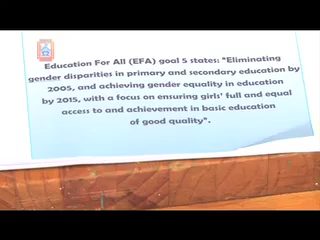 Education For All (EFA) goal 5 states: "Eliminating
gender disparities in primary and secondary education by
2005, and achieving gender equality in education
by 2015, with a focus on ensuring girls' full and equal
access to and achievement in basic education
of good quality".